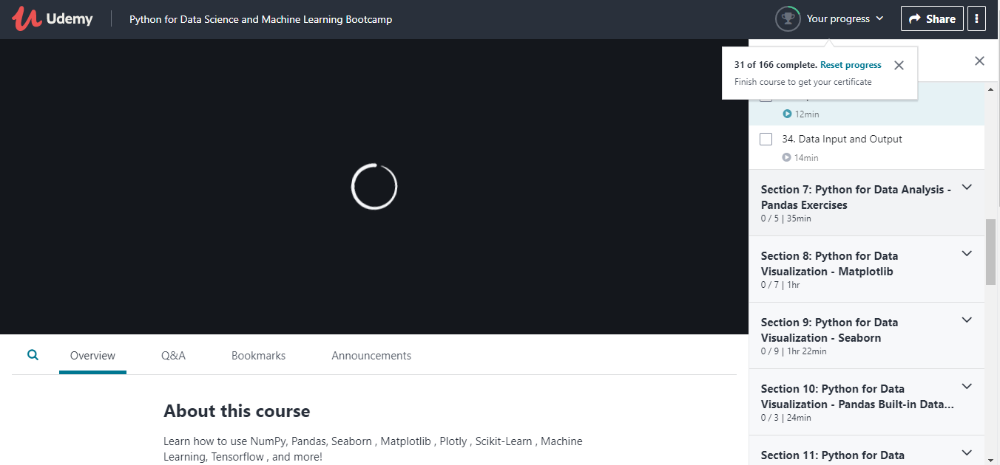 Udemy
Python for Data Science and Machine Learning Bootcamp
Your progress
Share
31 of 166 complete. Reset progress
Finish course to get your certificate
12min
34. Data Input and Output
14min
Section 7: Python for Data Analysis -
Pandas Exercises
0 / 5 | 35min
Section 8: Python for Data
Visualization - Matplotlib
0 / 7 | 1hr
Section 9: Python for Data
Visualization - Seaborn
0 / 9 | 1hr 22min
Section 10: Python for Data
Visualization - Pandas Built-in Data...
0 / 3 | 24min
Section 11: Python for Data
Overview
Q&A
Bookmarks
Announcements
About this course
Learn how to use NumPy, Pandas, Seaborn , Matplotlib , Plotly , Scikit-Learn , Machine
Learning, Tensorflow , and more!